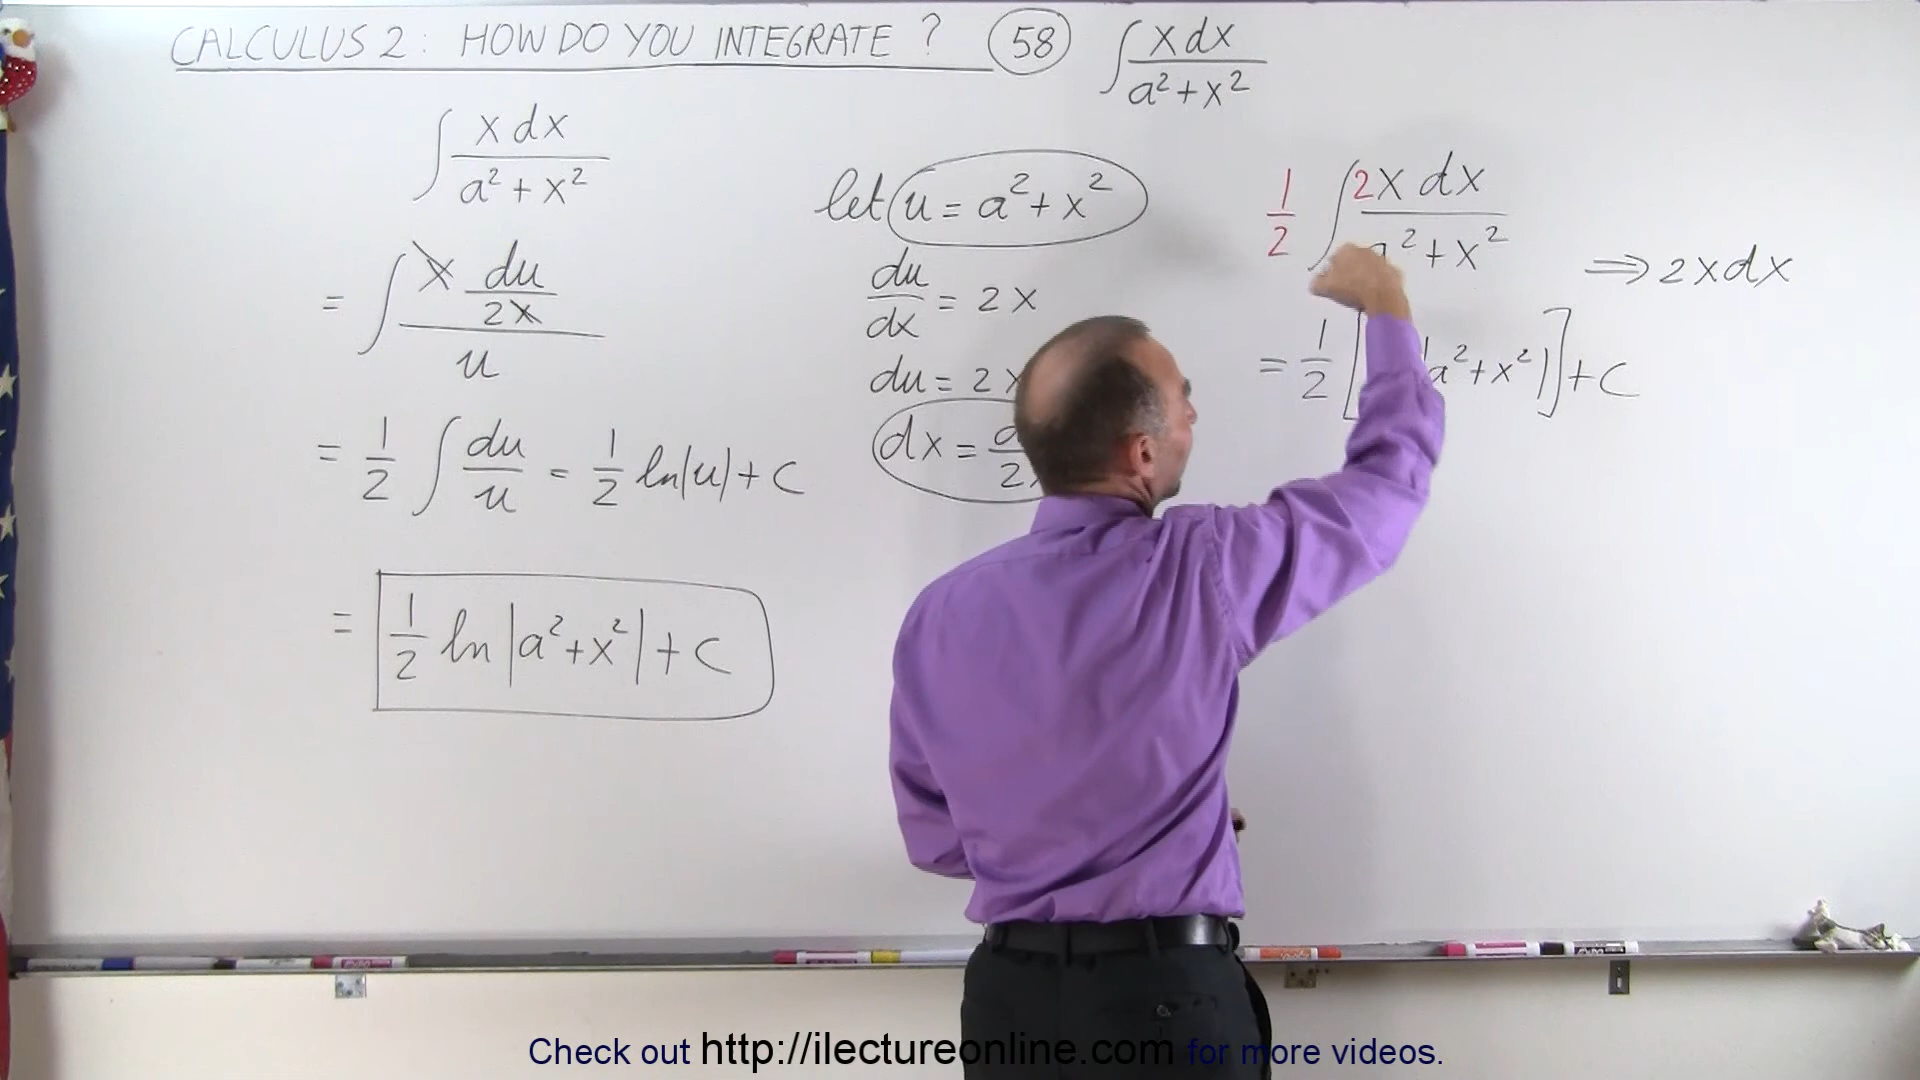 CALCULUS 2 : HOW DO YOU INTEGRATE ? 58 ∫ x dx / a² + x²
∫ x dx / a² + x²
= ∫ x du/2x / u
= 1/2 ∫ du/u = 1/2 ln|u| + C
= 1/2 ln|a² + x²| + C
let u = a² + x²
du/dx = 2x
du = 2x
dx =
1/2 ∫ 2x dx / a² + x² ⇒ 2x dx
= 1/2 [ a² + x² | ] + C
Check out http://ilectureonline.com for more videos.